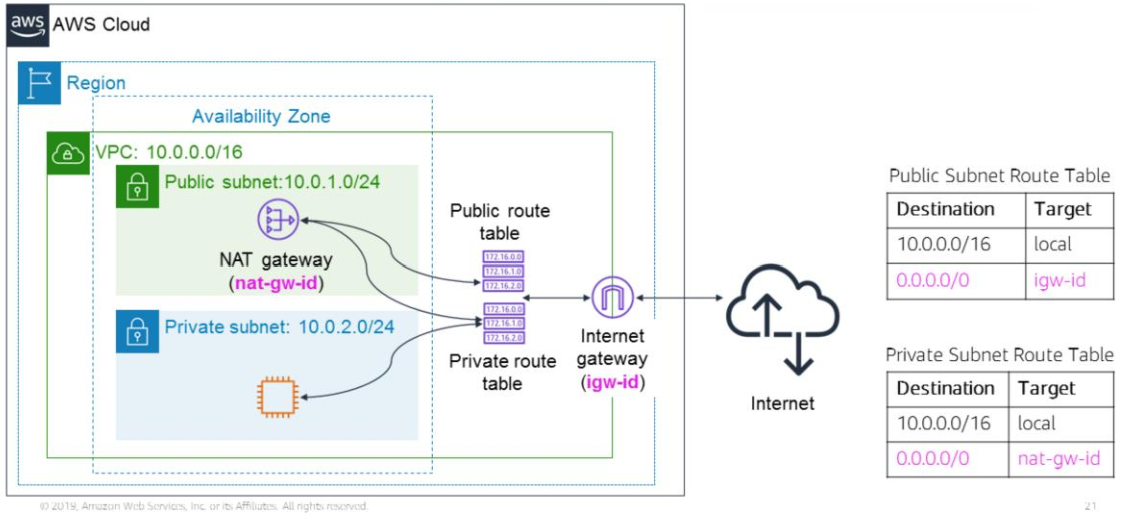 aws AWS Cloud
Region
Availability Zone
VPC: 10.0.0.0/16
Public subnet:10.0.1.0/24
NAT gateway
(nat-gw-id)
Private subnet: 10.0.2.0/24
Public route
table
172.16.0.0
172.16.1.0
172.16.2.0
172.16.0.0
172.16.1.0
172.16.2.0
Private route
table
Internet
gateway
(igw-id)
Internet
Public Subnet Route Table
Destination Target
10.0.0.0/16 local
0.0.0.0/0 igw-id
Private Subnet Route Table
Destination Target
10.0.0.0/16 local
0.0.0.0/0 nat-gw-id
© 2019, Amazon Web Services, Inc. or its Affiliates. All rights reserved.
21